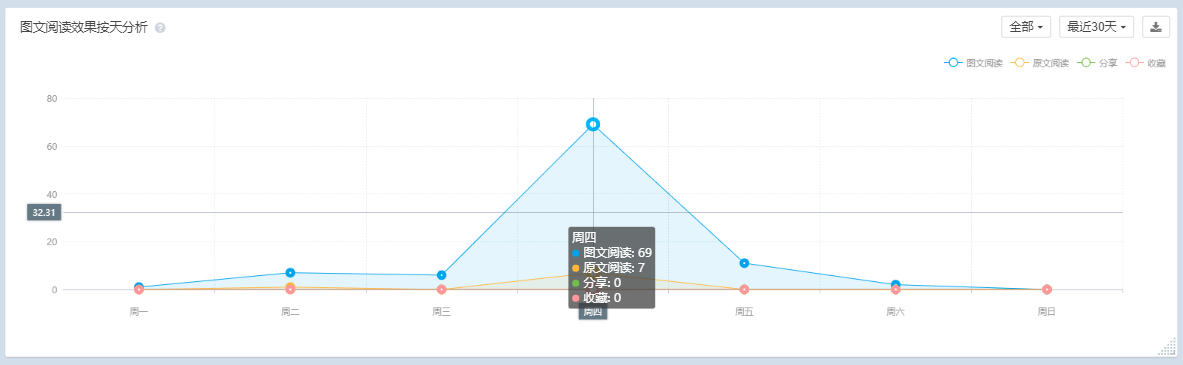 图文阅读效果按天分析 ?
全部 最近30天
图文阅读 原文阅读 分享 收藏
80
60
40
32.31
20
0
周四
图文阅读: 69
原文阅读: 7
分享: 0
收藏: 0
周一 周二 周三 周四 周五 周六 周日